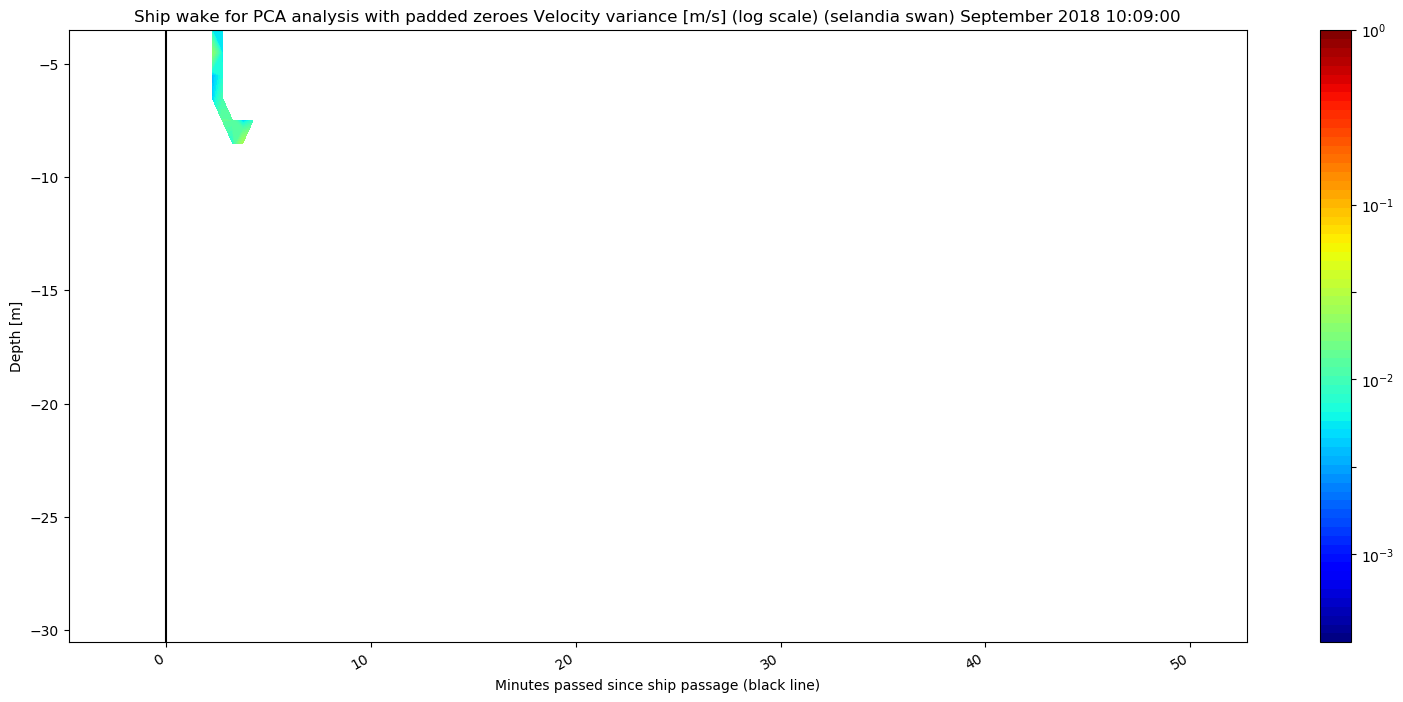 Ship wake for PCA analysis with padded zeroes Velocity variance [m/s] (log scale) (selandia swan) September 2018 10:09:00
10⁰
−5
−10
10⁻¹
−15
Depth [m]
−20
10⁻²
−25
10⁻³
−30
0 10 20 30 40 50
Minutes passed since ship passage (black line)